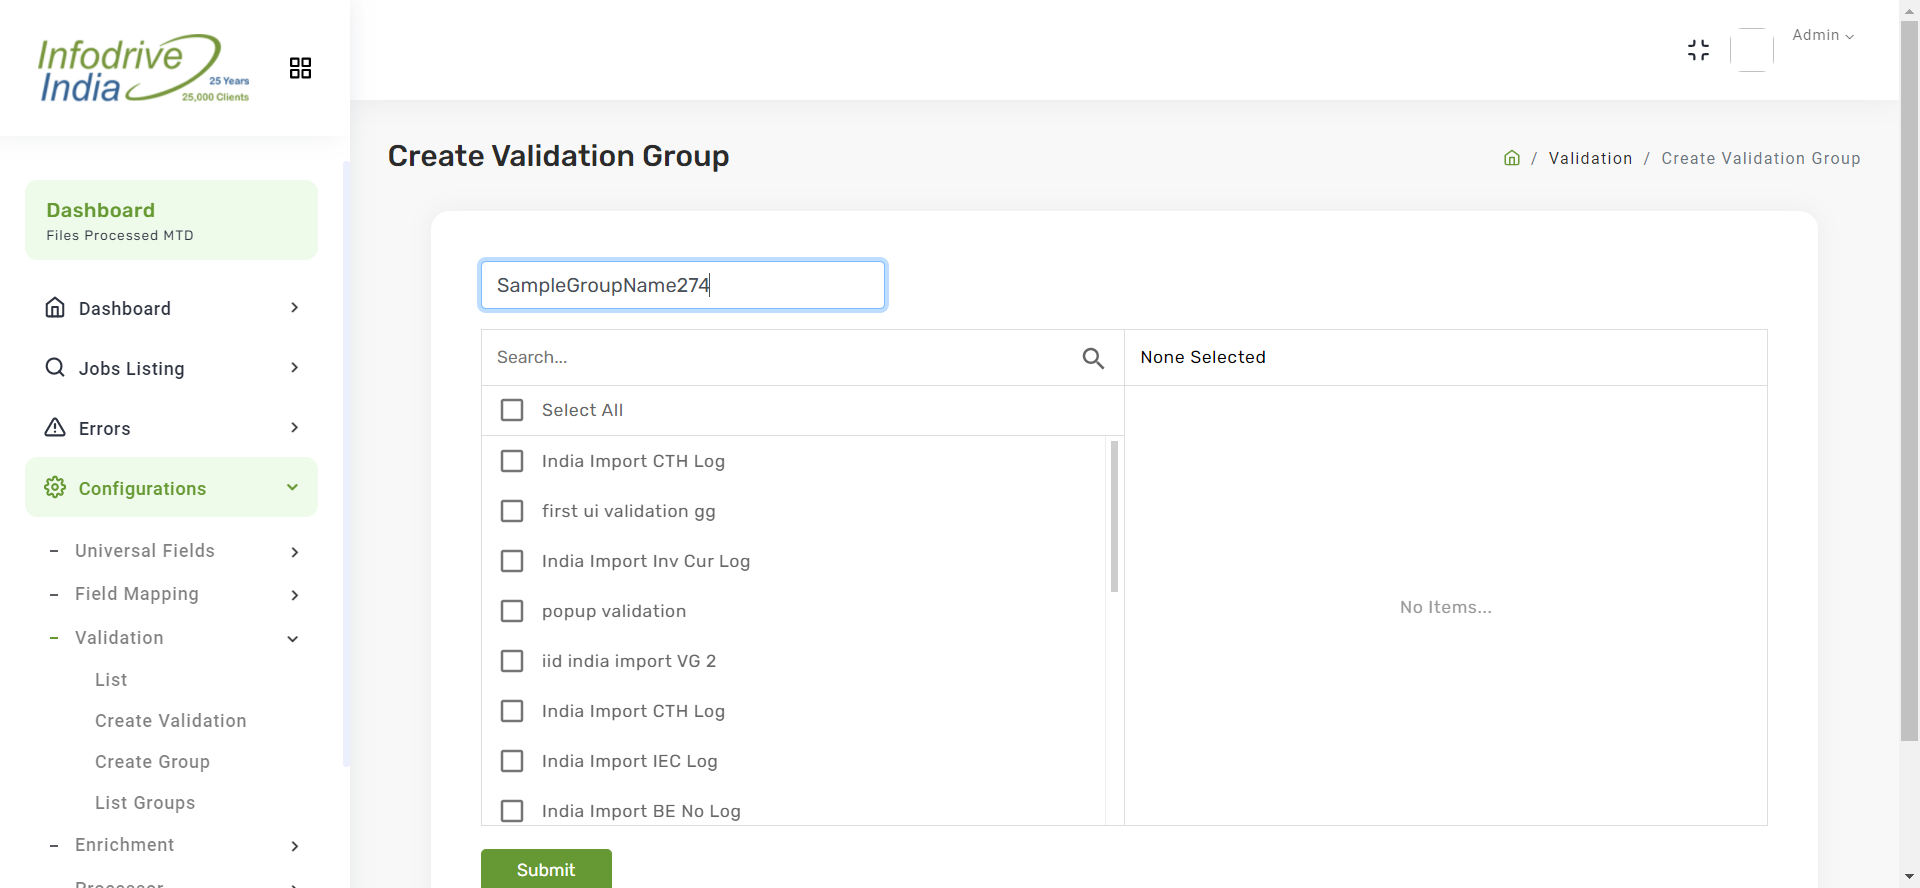 Infodrive
India
25 Years
25,000 Clients
Admin
Create Validation Group
/ Validation / Create Validation Group
Dashboard
Files Processed MTD
Dashboard
Jobs Listing
Errors
Configurations
Universal Fields
Field Mapping
Validation
List
Create Validation
Create Group
List Groups
Enrichment
Processor
SampleGroupName274
Search...
None Selected
Select All
India Import CTH Log
first ui validation gg
India Import Inv Cur Log
popup validation
iid india import VG 2
India Import CTH Log
India Import IEC Log
India Import BE No Log
No Items...
Submit